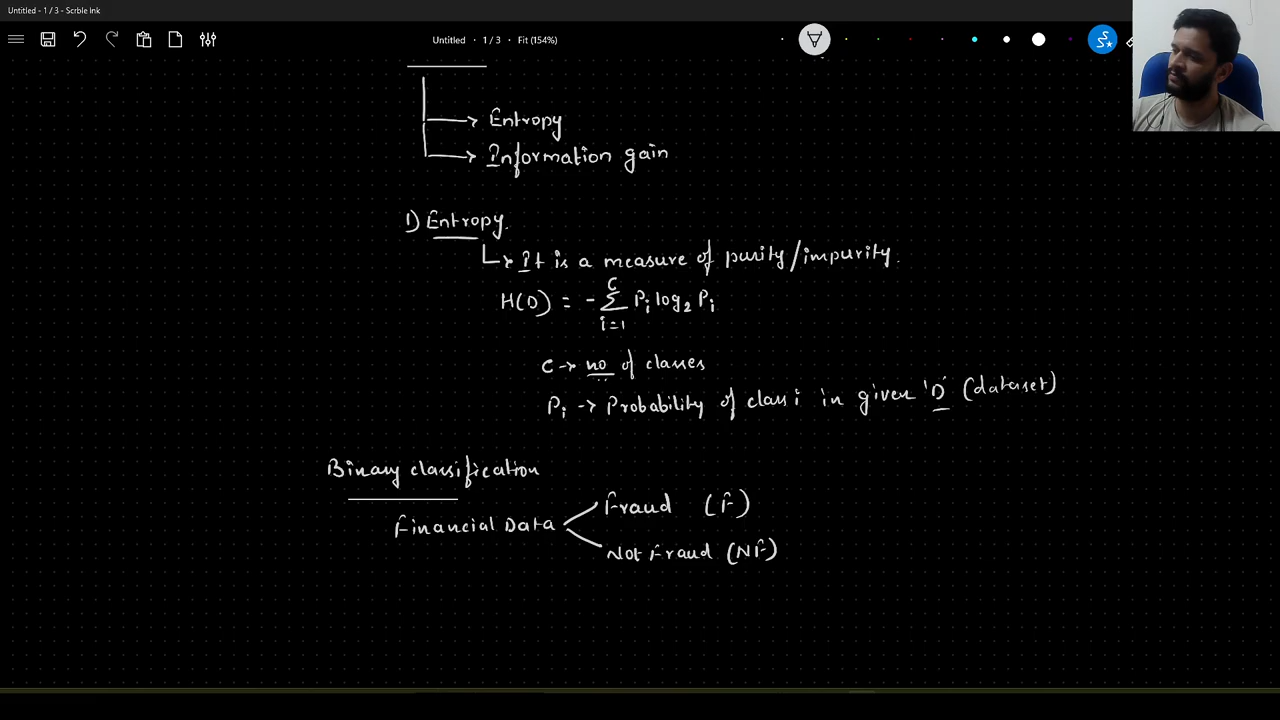 Untitled - 1 / 3 - Scrble Ink
Untitled • 1 / 3 • Fit (154%)
Entropy
Information gain
1) Entropy.
It is a measure of purity/impurity.
H(D) = - C Σ i=1 Pi log2 Pi
C → no of classes
Pi → Probability of class i in given 'D' (dataset)
Binary classification
Financial Data
Fraud (F)
Not Fraud (NF)